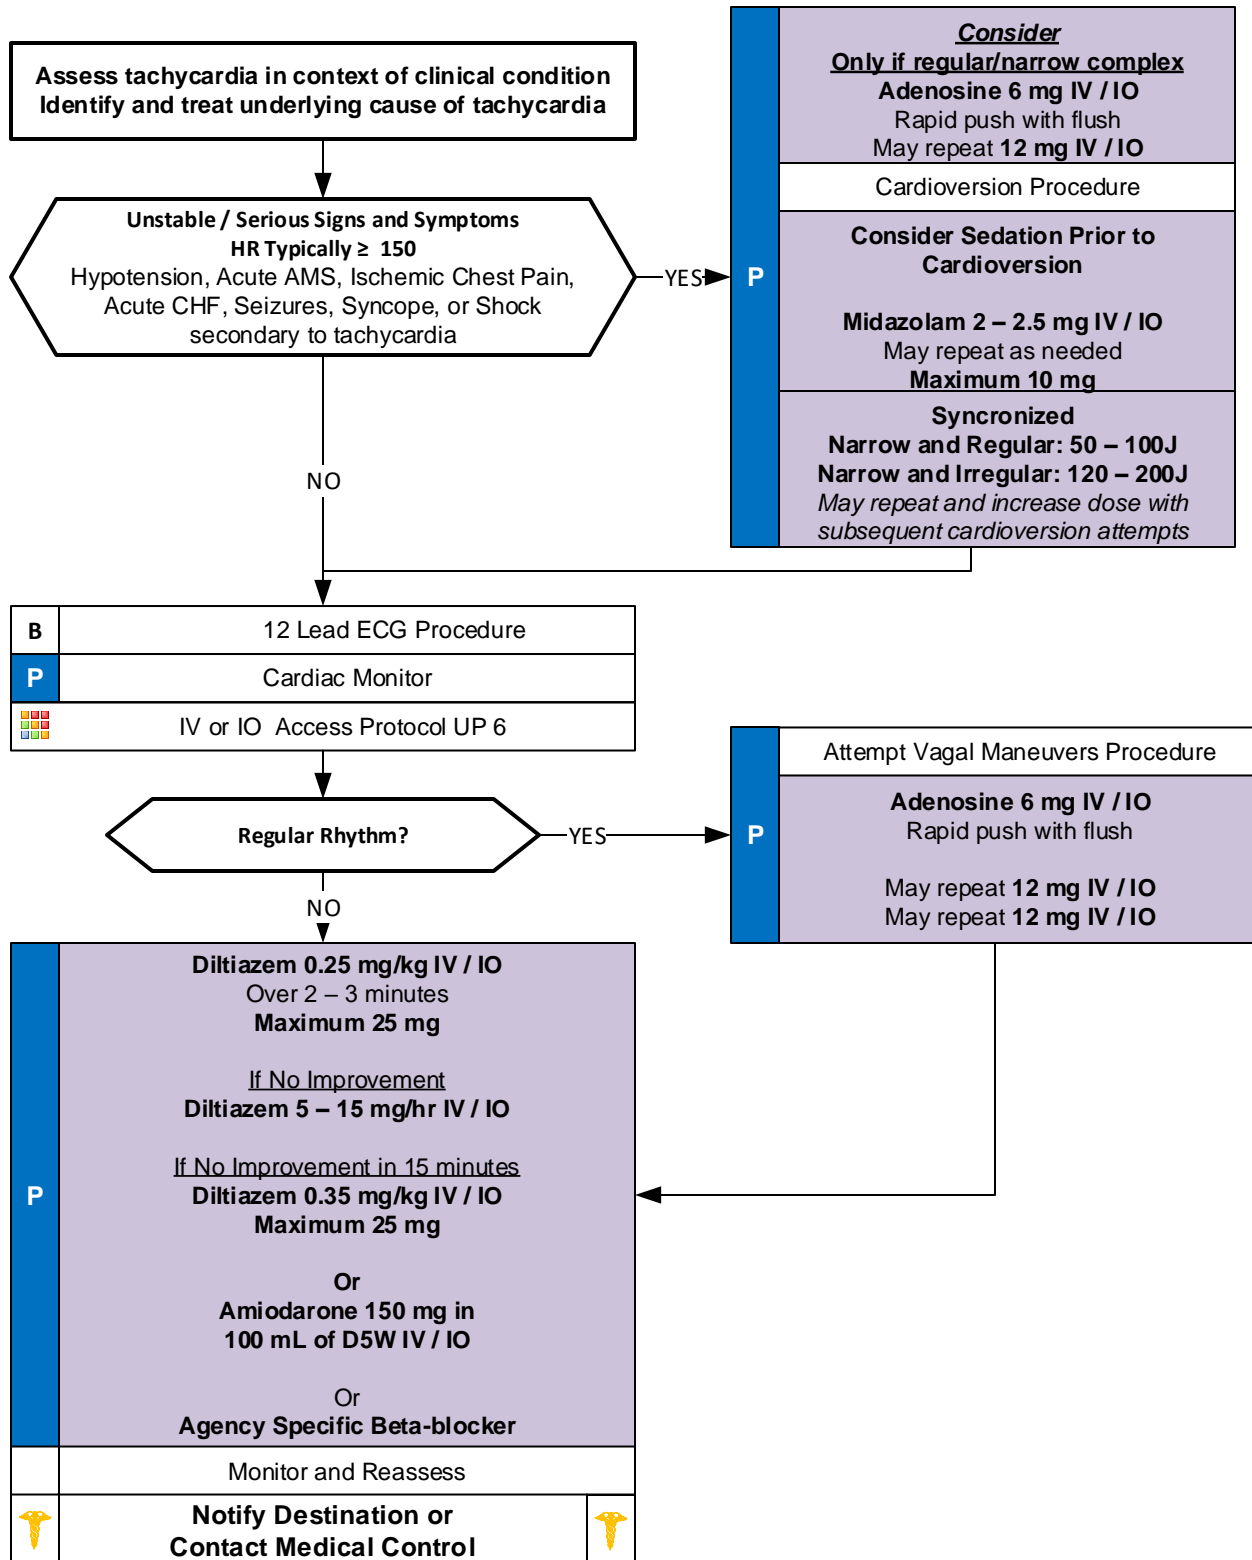 Assess tachycardia in context of clinical condition
Identify and treat underlying cause of tachycardia
Unstable / Serious Signs and Symptoms
HR Typically ≥ 150
Hypotension, Acute AMS, Ischemic Chest Pain,
Acute CHF, Seizures, Syncope, or Shock
secondary to tachycardia
YES
P
Consider
Only if regular/narrow complex
Adenosine 6 mg IV / IO
Rapid push with flush
May repeat 12 mg IV / IO
Cardioversion Procedure
Consider Sedation Prior to
Cardioversion
Midazolam 2 – 2.5 mg IV / IO
May repeat as needed
Maximum 10 mg
Syncronized
Narrow and Regular: 50 – 100J
Narrow and Irregular: 120 – 200J
May repeat and increase dose with
subsequent cardioversion attempts
NO
B
12 Lead ECG Procedure
P
Cardiac Monitor
IV or IO Access Protocol UP 6
Regular Rhythm?
YES
P
Attempt Vagal Maneuvers Procedure
Adenosine 6 mg IV / IO
Rapid push with flush
May repeat 12 mg IV / IO
May repeat 12 mg IV / IO
NO
P
Diltiazem 0.25 mg/kg IV / IO
Over 2 – 3 minutes
Maximum 25 mg
If No Improvement
Diltiazem 5 – 15 mg/hr IV / IO
If No Improvement in 15 minutes
Diltiazem 0.35 mg/kg IV / IO
Maximum 25 mg
Or
Amiodarone 150 mg in
100 mL of D5W IV / IO
Or
Agency Specific Beta-blocker
Monitor and Reassess
Notify Destination or
Contact Medical Control